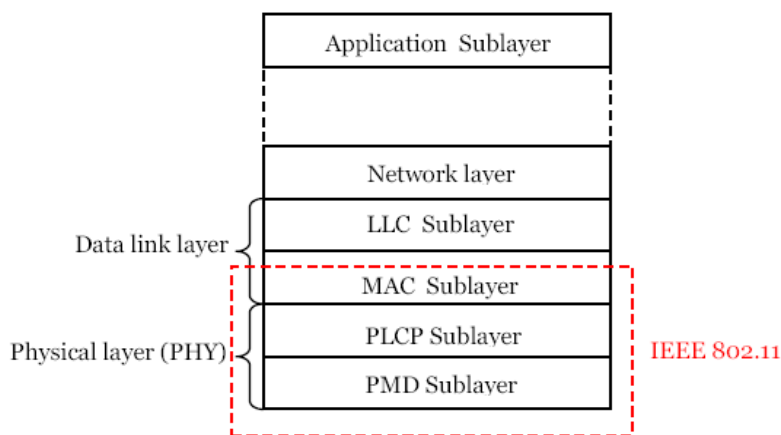 Application Sublayer
Network layer
LLC Sublayer
Data link layer
MAC Sublayer
PLCP Sublayer
Physical layer (PHY)
IEEE 802.11
PMD Sublayer